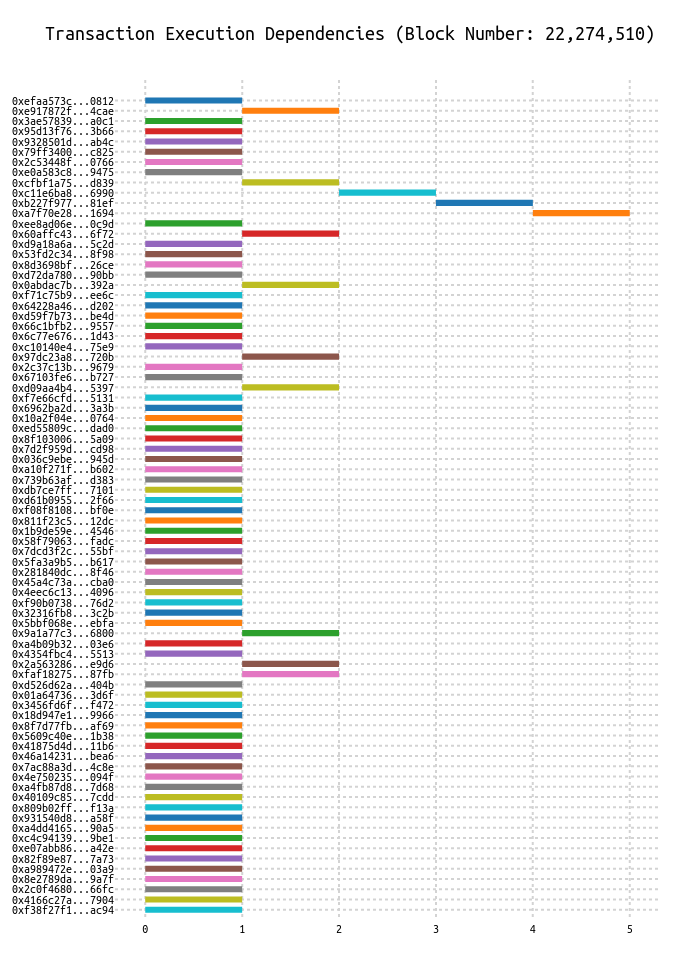 Transaction Execution Dependencies (Block Number: 22,274,510)
0xefaa573c...0812
0xe917872f...4cae
0x3ae57839...a0c1
0x95d13f76...3b66
0x9328501d...ab4c
0x79ff3400...c825
0x2c53448f...0766
0xe0a583c8...9475
0xcfbf1a75...d839
0xc11e6ba8...6990
0xb227f977...81ef
0xa7f70e28...1694
0xee8ad06e...0c9d
0x60affc43...6f72
0xd9a18a6a...5c2d
0x53fd2c34...8f98
0x8d3698bf...26ce
0xd72da780...90bb
0x0abdac7b...392a
0xf71c75b9...ee6c
0x64228a46...d202
0xd59f7b73...be4d
0x66c1bfb2...9557
0x6c77e676...1d43
0xc10140e4...75e9
0x97dc23a8...720b
0x2c37c13b...9679
0x67103fe6...b727
0xd09aa4b4...5397
0xf7e66cfd...5131
0x6962ba2d...3a3b
0x10a2f04e...0764
0xed55809c...dad0
0x8f103006...5a09
0x7d2f959d...cd98
0x036c9ebe...945d
0xa10f271f...b602
0x739b63af...d383
0xdb7ce7ff...7101
0xd61b0955...2f66
0xf08f8108...bf0e
0x811f23c5...12dc
0x1b9de59e...4546
0x58f79063...fadc
0x7dcd3f2c...55bf
0x5fa3a9b5...b617
0x281840dc...8f46
0x45a4c73a...cba0
0x4eec6c13...4096
0xf90b0738...76d2
0x32316fb8...3c2b
0x5bbf068e...ebfa
0x9a1a77c3...6800
0xa4b09b32...03e6
0x4354fbc4...5513
0x2a563286...e9d6
0xfaf18275...87fb
0xd526d62a...404b
0x01a64736...3d6f
0x3456fd6f...f472
0x18d947e1...9966
0x8f7d77fb...af69
0x5609c40e...1b38
0x41875d4d...11b6
0x46a14231...bea6
0x7ac88a3d...4c8e
0x4e750235...094f
0xa4fb87d8...7d68
0x40109c85...7cdd
0x809b02ff...f13a
0x931540d8...a58f
0xa4dd4165...90a5
0xc4c94139...9be1
0xe07abb86...a42e
0x82f89e87...7a73
0xa989472e...03a9
0x8e2789da...9a7f
0x2c0f4680...66fc
0x4166c27a...7904
0xf38f27f1...ac94
0 1 2 3 4 5